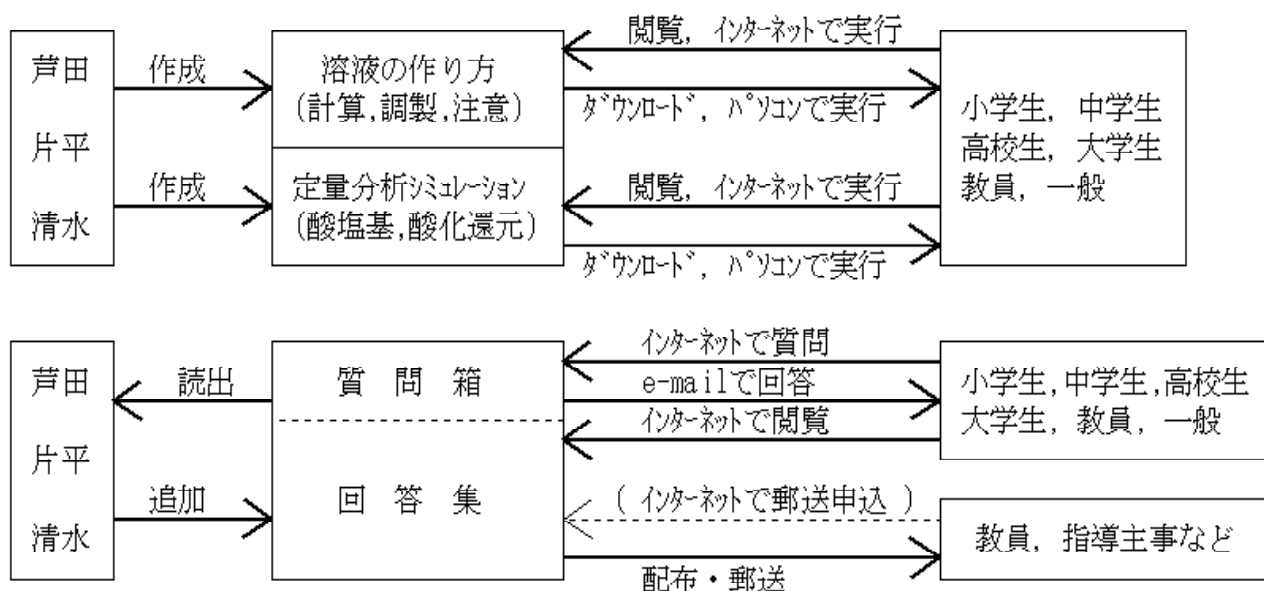 芦田
片平
清水
作成
作成
溶液の作り方
(計算,調製,注意)
定量分析ｼﾐｭﾚｰｼｮﾝ
(酸塩基,酸化還元)
閲覧, ｲﾝﾀｰﾈｯﾄで実行
ﾀﾞｳﾝﾛｰﾄﾞ, ﾊﾟｿｺﾝで実行
閲覧, ｲﾝﾀｰﾈｯﾄで実行
ﾀﾞｳﾝﾛｰﾄﾞ, ﾊﾟｿｺﾝで実行
小学生, 中学生
高校生, 大学生
教員, 一般
芦田
片平
清水
読出
追加
質 問 箱
回 答 集
ｲﾝﾀｰﾈｯﾄで質問
e-mailで回答
ｲﾝﾀｰﾈｯﾄで閲覧
( ｲﾝﾀｰﾈｯﾄで郵送申込 )
配布・郵送
小学生,中学生,高校生
大学生, 教員, 一般
教員, 指導主事など